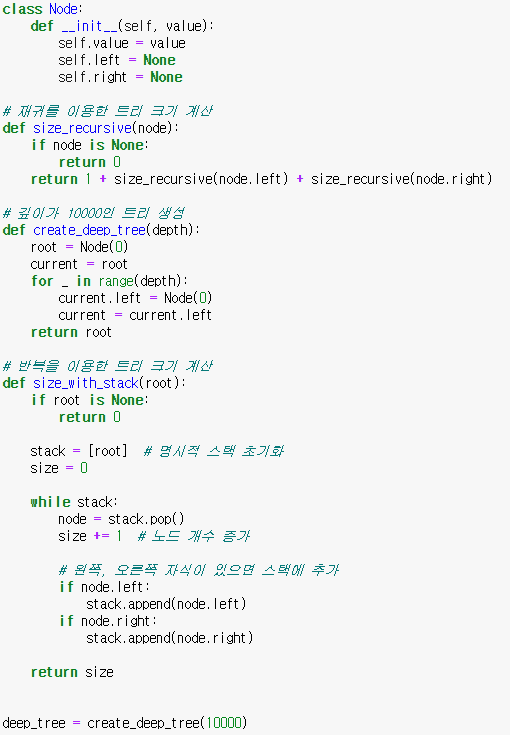 class Node:
    def __init__(self, value):
        self.value = value
        self.left = None
        self.right = None

# 재귀를 이용한 트리 크기 계산
def size_recursive(node):
    if node is None:
        return 0
    return 1 + size_recursive(node.left) + size_recursive(node.right)

# 깊이가 10000인 트리 생성
def create_deep_tree(depth):
    root = Node(0)
    current = root
    for _ in range(depth):
        current.left = Node(0)
        current = current.left
    return root

# 반복을 이용한 트리 크기 계산
def size_with_stack(root):
    if root is None:
        return 0

    stack = [root]  # 명시적 스택 초기화
    size = 0

    while stack:
        node = stack.pop()
        size += 1  # 노드 개수 증가

        # 왼쪽, 오른쪽 자식이 있으면 스택에 추가
        if node.left:
            stack.append(node.left)
        if node.right:
            stack.append(node.right)

    return size


deep_tree = create_deep_tree(10000)